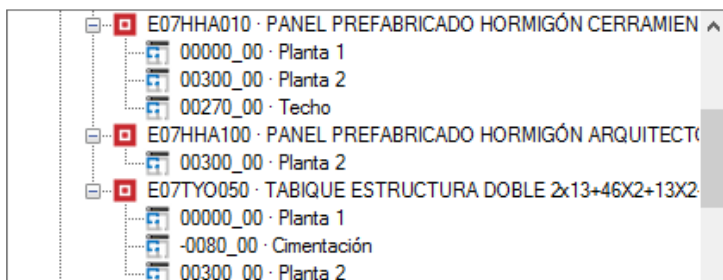 E07HHA010 · PANEL PREFABRICADO HORMIGÓN CERRAMIEN
00000_00 · Planta 1
00300_00 · Planta 2
00270_00 · Techo
E07HHA100 · PANEL PREFABRICADO HORMIGÓN ARQUITECT(
00300_00 · Planta 2
E07TYO050 · TABIQUE ESTRUCTURA DOBLE 2x13+46X2+13X2-
00000_00 · Planta 1
-0080_00 · Cimentación
00300_00 · Planta 2